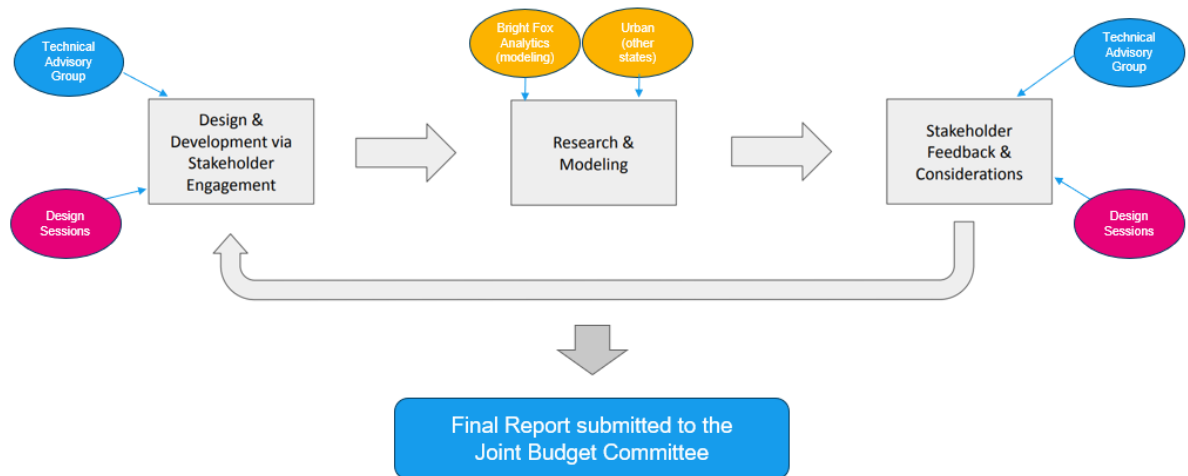 Technical
Advisory
Group
Design &
Development via
Stakeholder
Engagement
Design
Sessions
Bright Fox
Analytics
(modeling)
Urban
(other
states)
Research &
Modeling
Technical
Advisory
Group
Stakeholder
Feedback &
Considerations
Design
Sessions
Final Report submitted to the
Joint Budget Committee